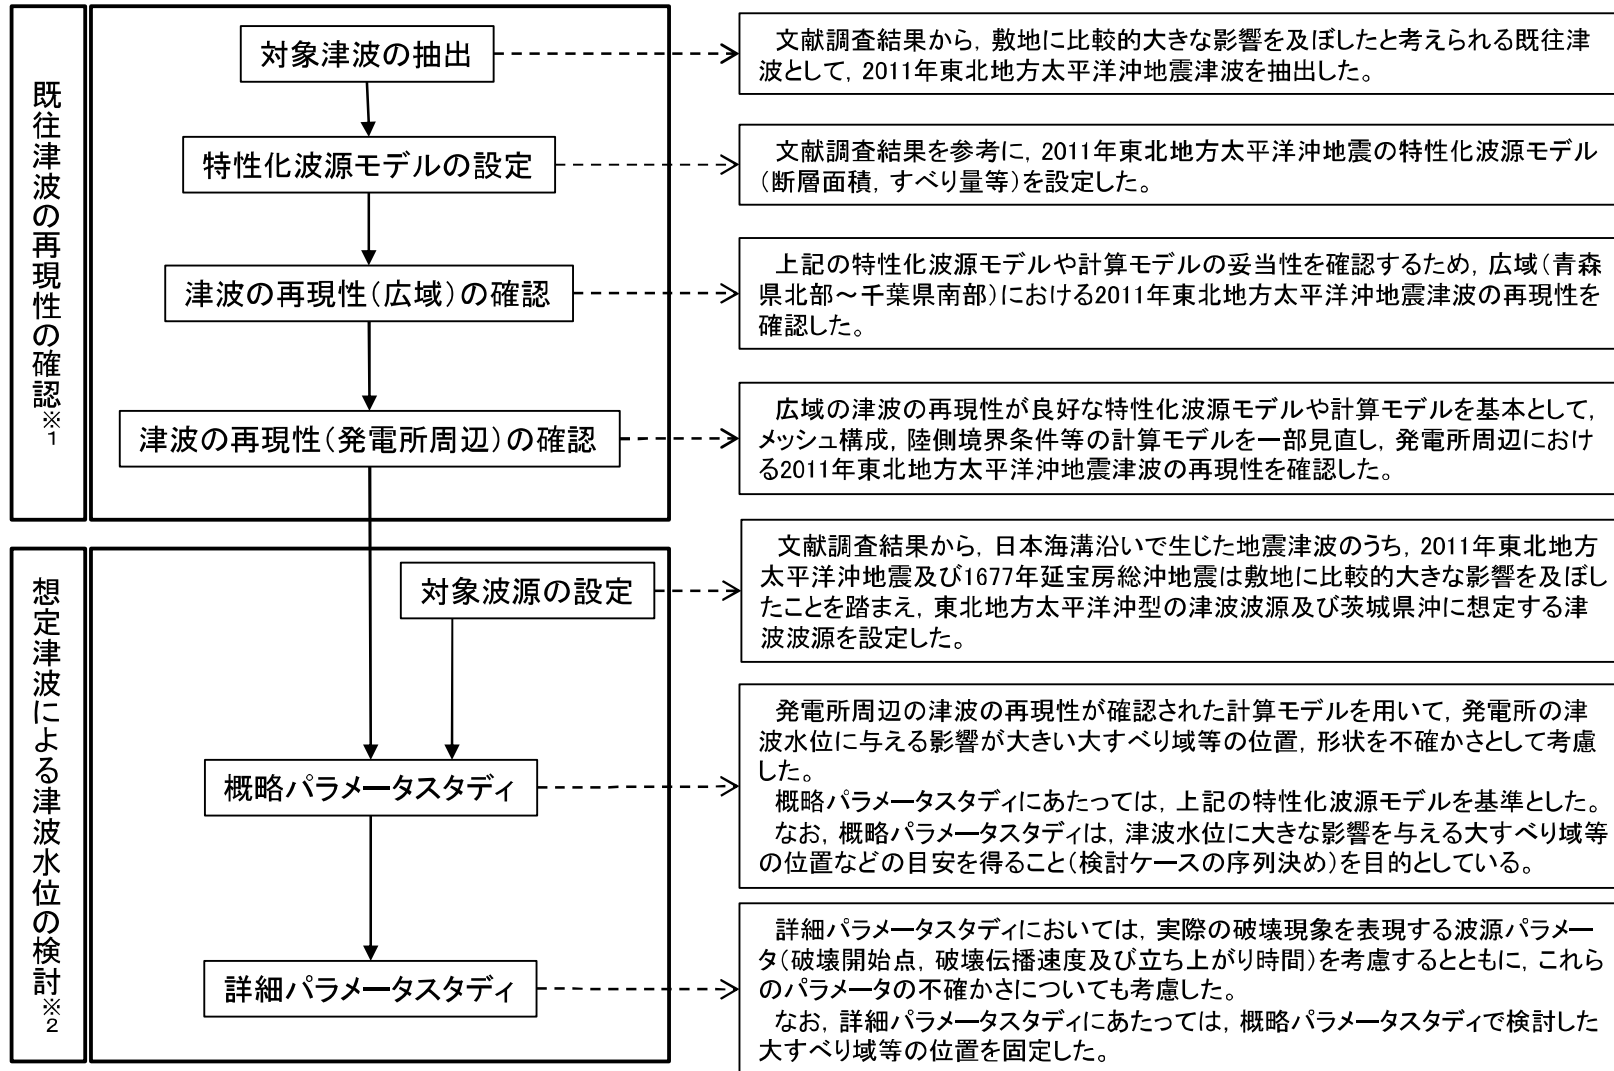 既往津波の再現性の確認※1
対象津波の抽出
文献調査結果から，敷地に比較的大きな影響を及ぼしたと考えられる既往津
波として，2011年東北地方太平洋沖地震津波を抽出した。
特性化波源モデルの設定
文献調査結果を参考に，2011年東北地方太平洋沖地震の特性化波源モデル
（断層面積，すべり量等）を設定した。
津波の再現性（広域）の確認
上記の特性化波源モデルや計算モデルの妥当性を確認するため，広域（青森
県北部～千葉県南部）における2011年東北地方太平洋沖地震津波の再現性を
確認した。
津波の再現性（発電所周辺）の確認
広域の津波の再現性が良好な特性化波源モデルや計算モデルを基本として，
メッシュ構成，陸側境界条件等の計算モデルを一部見直し，発電所周辺におけ
る2011年東北地方太平洋沖地震津波の再現性を確認した。
想定津波による津波水位の検討※2
対象波源の設定
文献調査結果から，日本海溝沿いで生じた地震津波のうち，2011年東北地方
太平洋沖地震及び1677年延宝房総沖地震は敷地に比較的大きな影響を及ぼし
たことを踏まえ，東北地方太平洋沖型の津波波源及び茨城県沖に想定する津
波波源を設定した。
概略パラメータスタディ
発電所周辺の津波の再現性が確認された計算モデルを用いて，発電所の津
波水位に与える影響が大きい大すべり域等の位置，形状を不確かさとして考慮
した。
概略パラメータスタディにあたっては，上記の特性化波源モデルを基準とした。
なお，概略パラメータスタディは，津波水位に大きな影響を与える大すべり域等
の位置などの目安を得ること（検討ケースの序列決め）を目的としている。
詳細パラメータスタディ
詳細パラメータスタディにおいては，実際の破壊現象を表現する波源パラメー
タ（破壊開始点，破壊伝播速度及び立ち上がり時間）を考慮するとともに，これら
のパラメータの不確かさについても考慮した。
なお，詳細パラメータスタディにあたっては，概略パラメータスタディで検討した
大すべり域等の位置を固定した。